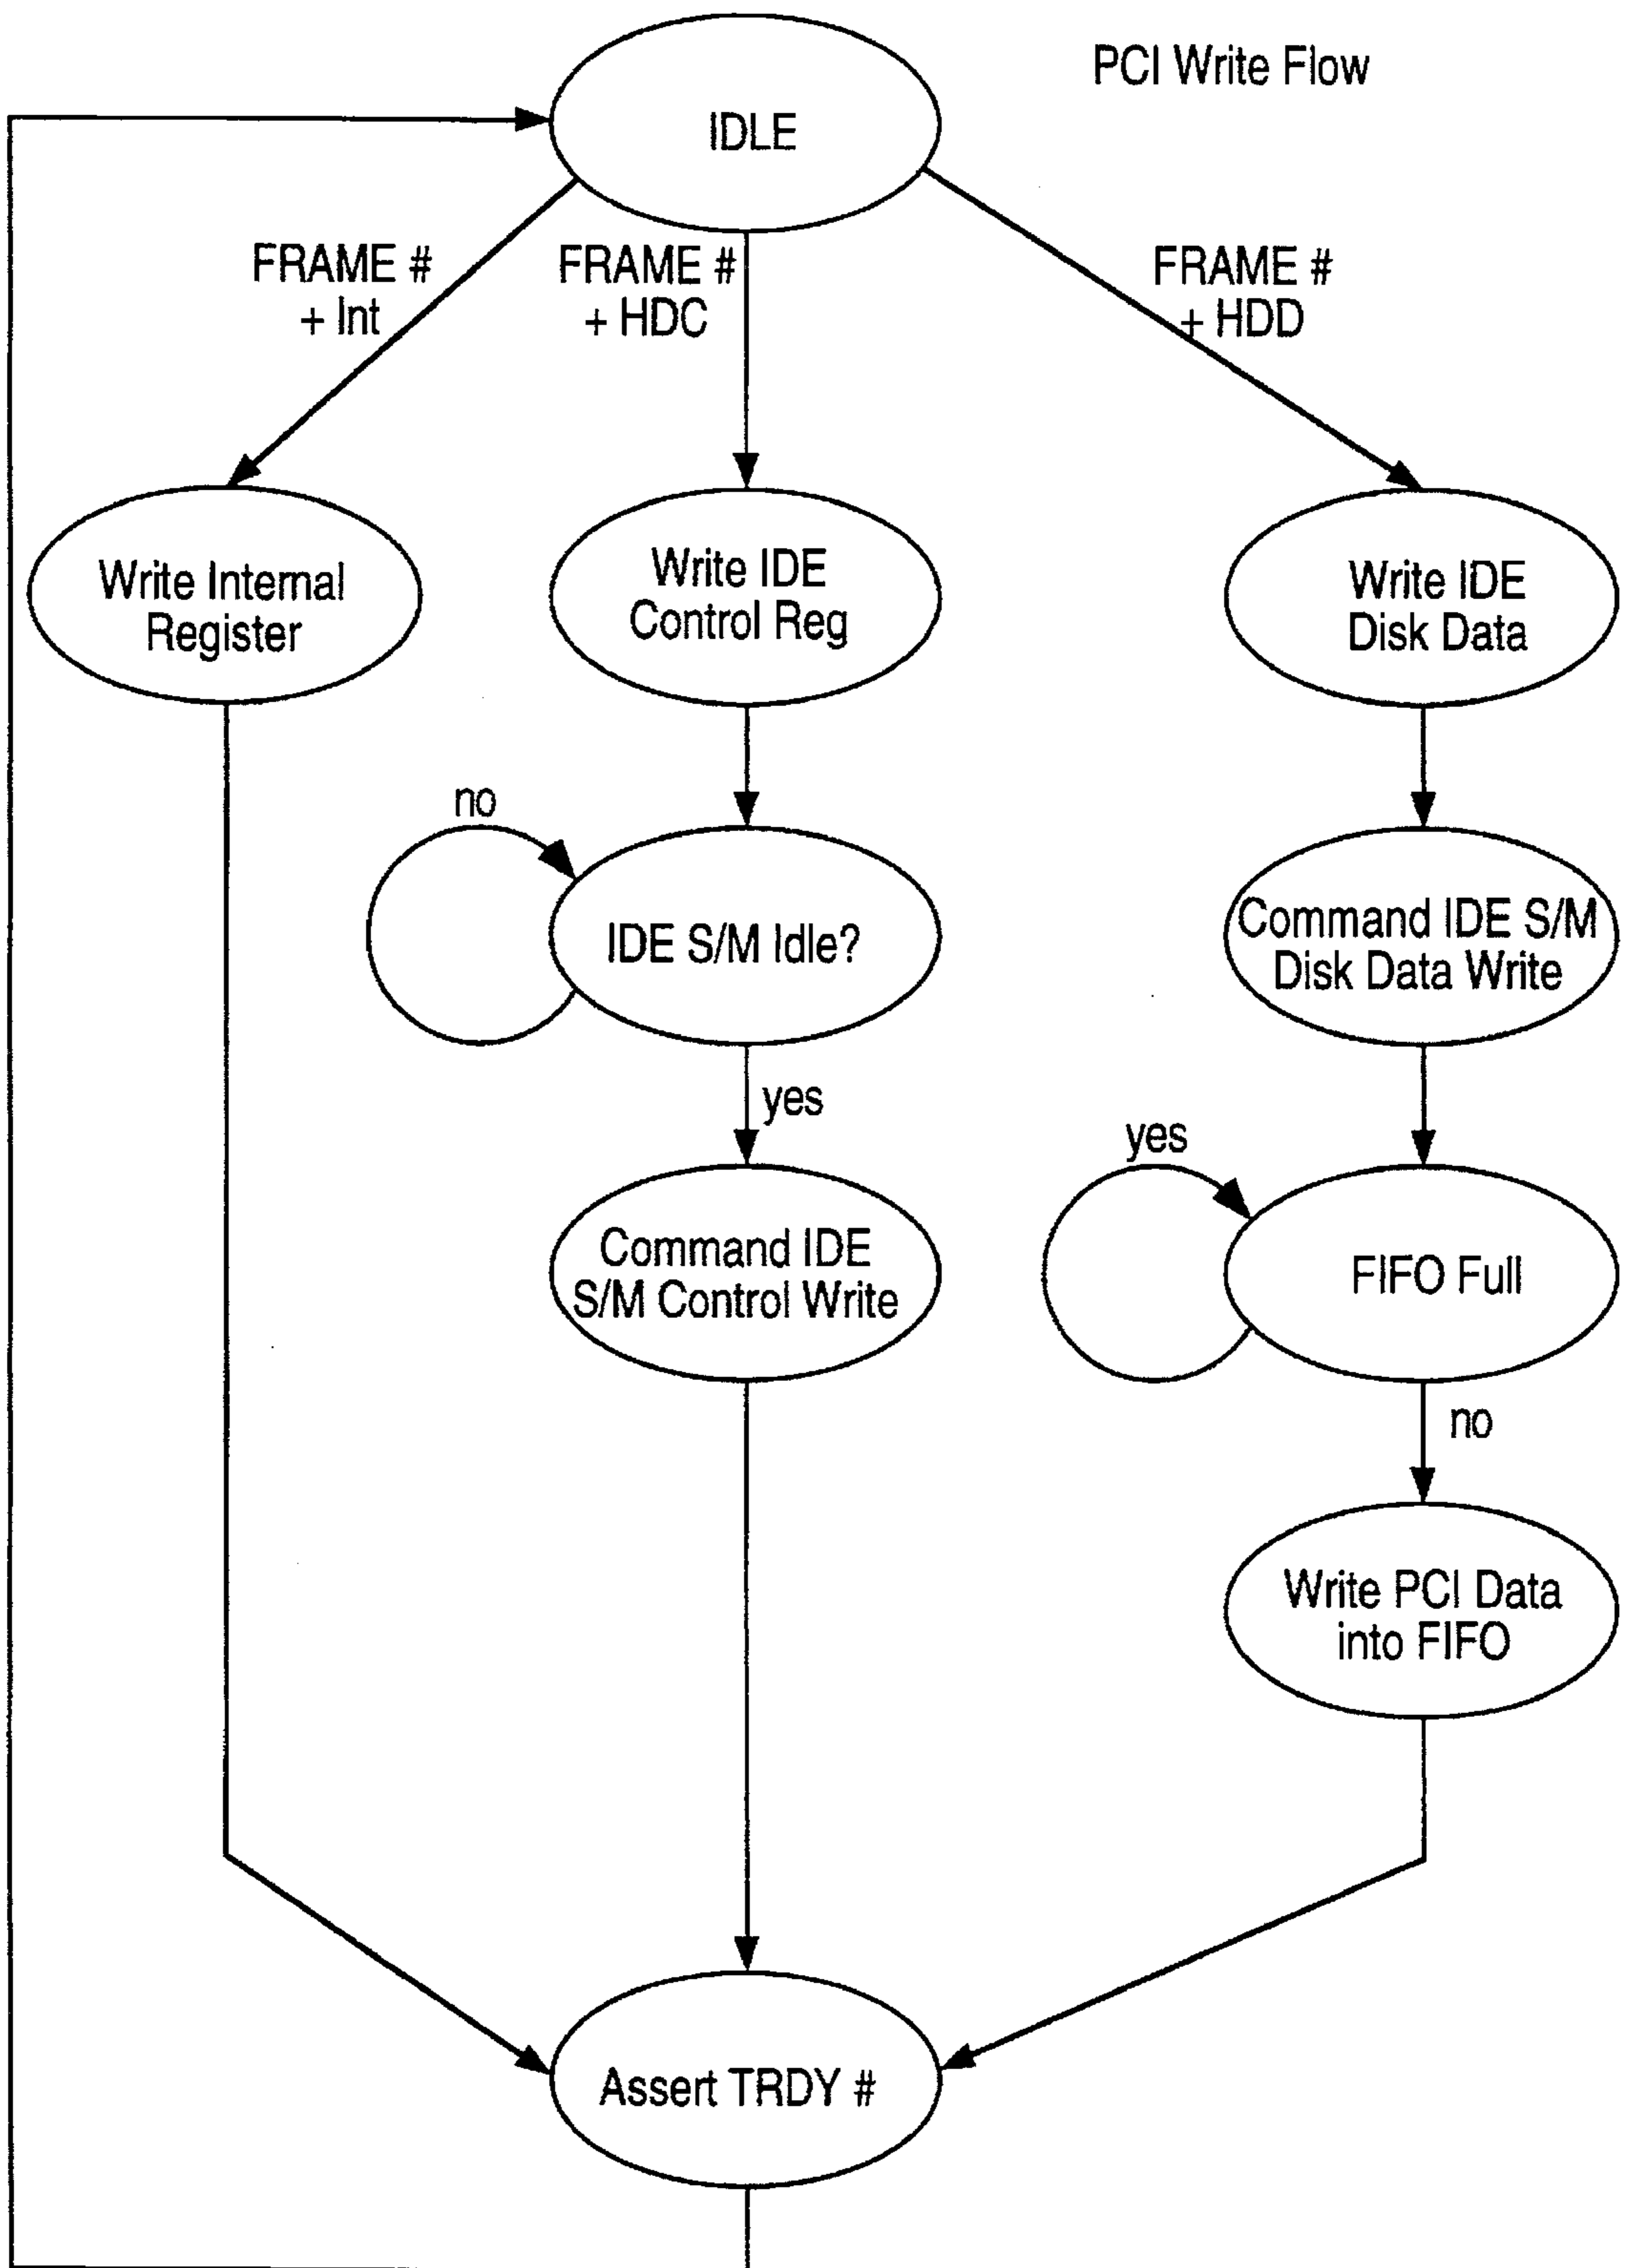 PCI Write Flow
IDLE
FRAME #
+ Int
FRAME #
+ HDC
FRAME #
+ HDD
Write Internal
Register
Write IDE
Control Reg
Write IDE
Disk Data
no
IDE S/M Idle?
Command IDE S/M
Disk Data Write
yes
yes
Command IDE
S/M Control Write
FIFO Full
no
Write PCI Data
into FIFO
Assert TRDY #